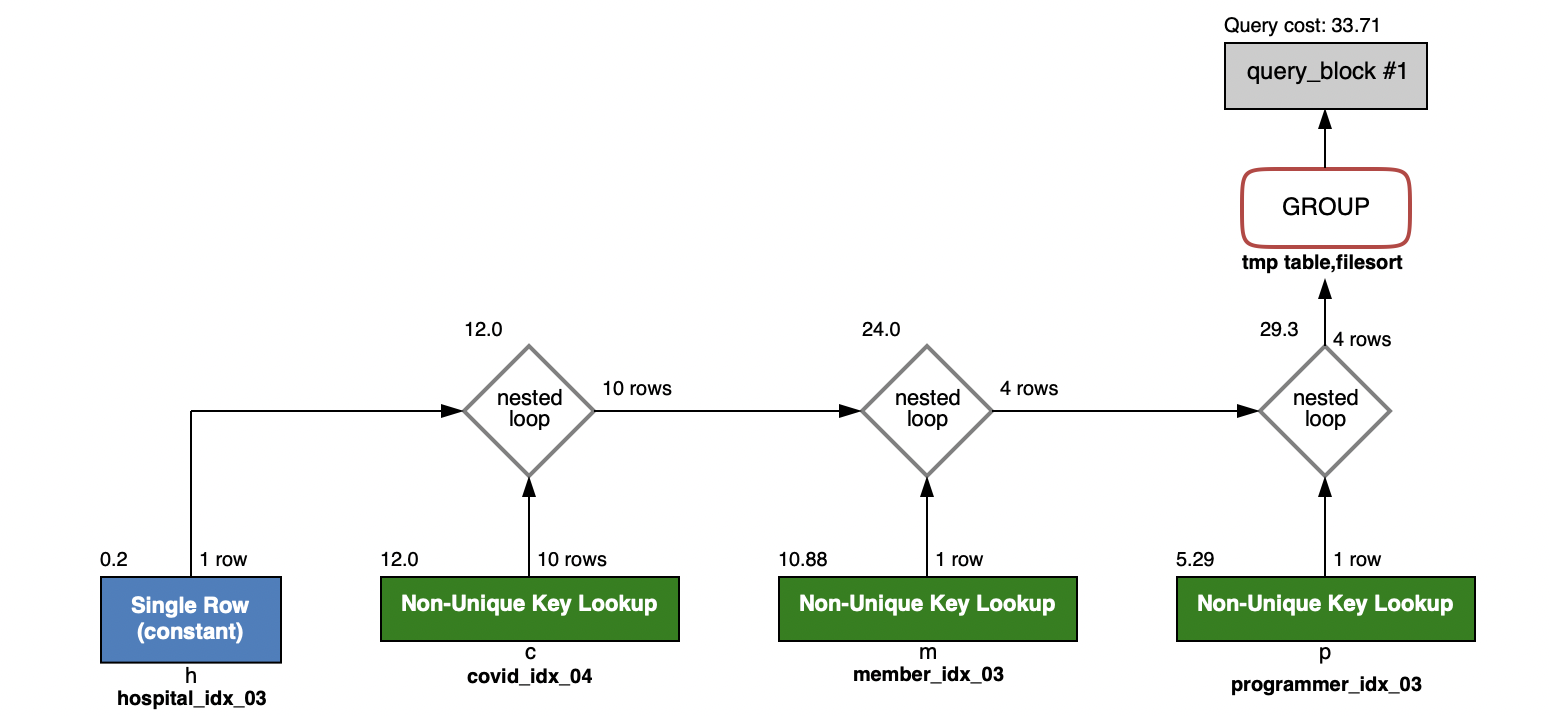 Query cost: 33.71
query_block #1
GROUP
tmp table,filesort
12.0
24.0
29.3
4 rows
nested
loop
10 rows
nested
loop
4 rows
nested
loop
0.2
1 row
12.0
10 rows
10.88
1 row
5.29
1 row
Single Row
(constant)
Non-Unique Key Lookup
Non-Unique Key Lookup
Non-Unique Key Lookup
h
hospital_idx_03
c
covid_idx_04
m
member_idx_03
p
programmer_idx_03